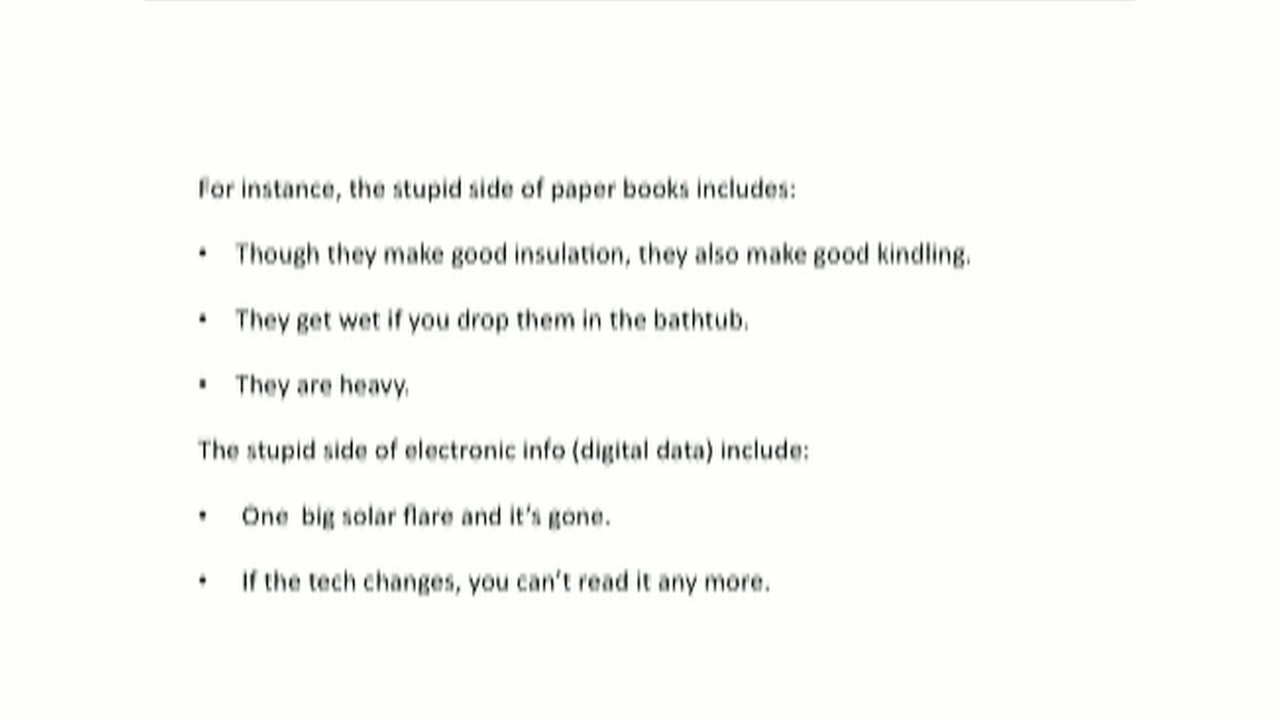 For instance, the stupid side of paper books includes:
• Though they make good insulation, they also make good kindling.
• They get wet if you drop them in the bathtub.
• They are heavy.
The stupid side of electronic info (digital data) include:
• One big solar flare and it's gone.
• If the tech changes, you can't read it any more.